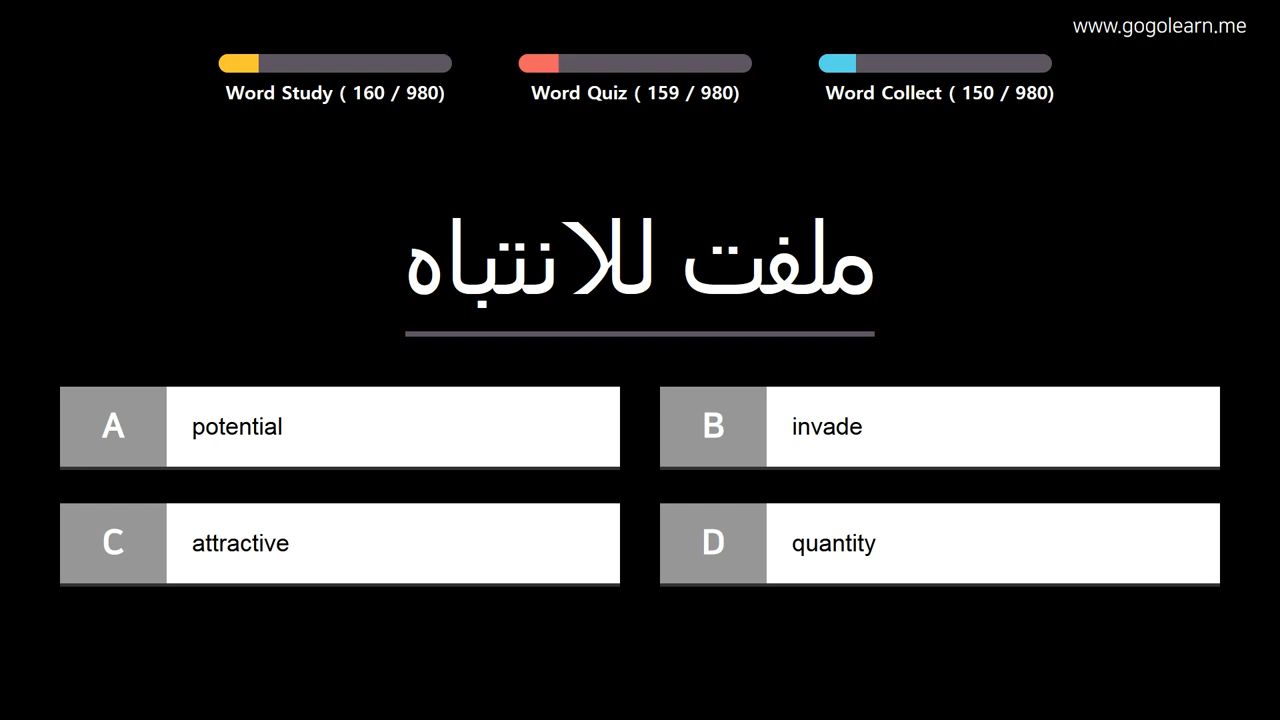 www.gogolearn.me
Word Study ( 160 / 980)
Word Quiz ( 159 / 980)
Word Collect ( 150 / 980)
ملفت للانتباه
A potential
B invade
C attractive
D quantity